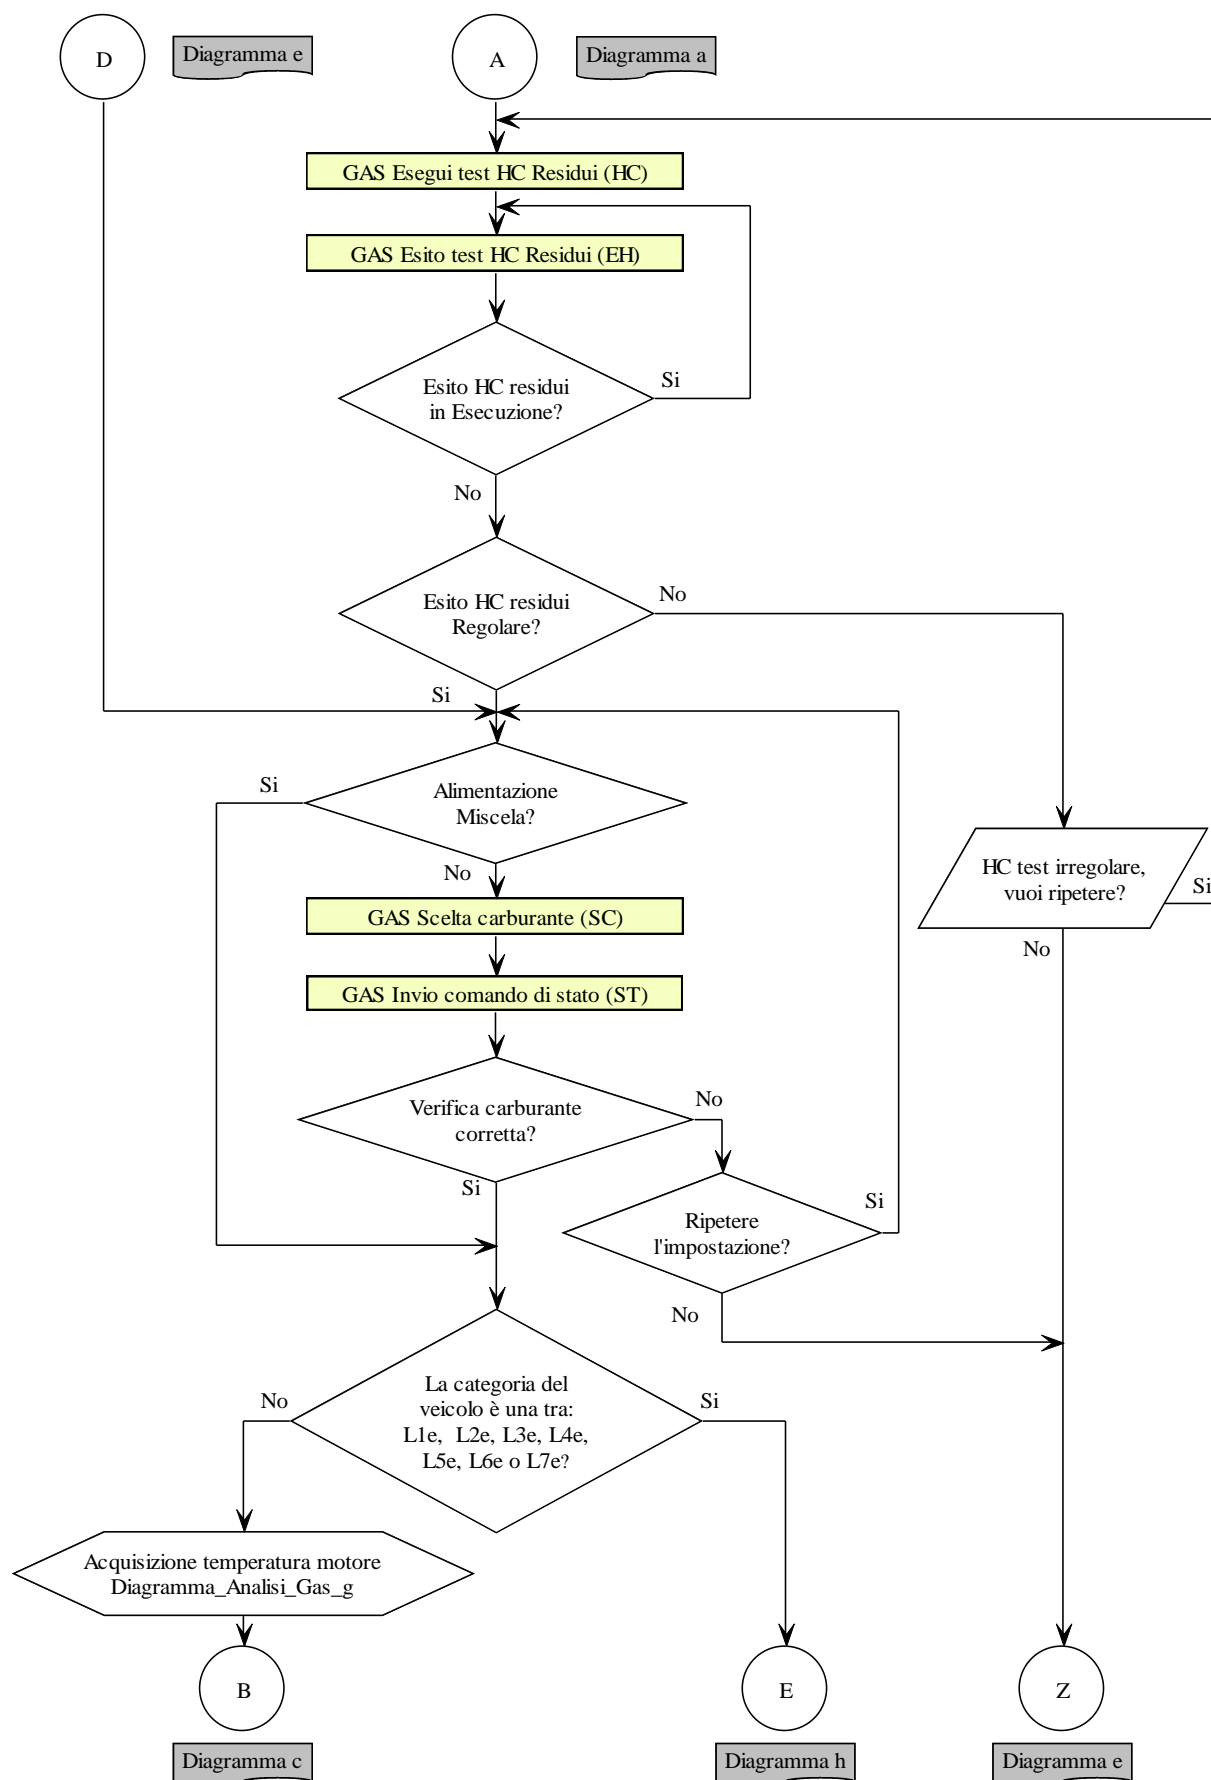 D
Diagramma e
A
Diagramma a
GAS Esegui test HC Residui (HC)
GAS Esito test HC Residui (EH)
Esito HC residui
in Esecuzione?
Si
No
Esito HC residui
Regolare?
No
Si
Alimentazione
Miscela?
Si
No
HC test irregolare,
vuoi ripetere?
Si
No
GAS Scelta carburante (SC)
GAS Invio comando di stato (ST)
Verifica carburante
corretta?
No
Si
Ripetere
l'impostazione?
Si
No
La categoria del
veicolo è una tra:
L1e, L2e, L3e, L4e,
L5e, L6e o L7e?
No
Si
Acquisizione temperatura motore
Diagramma_Analisi_Gas_g
B
E
Z
Diagramma c
Diagramma h
Diagramma e